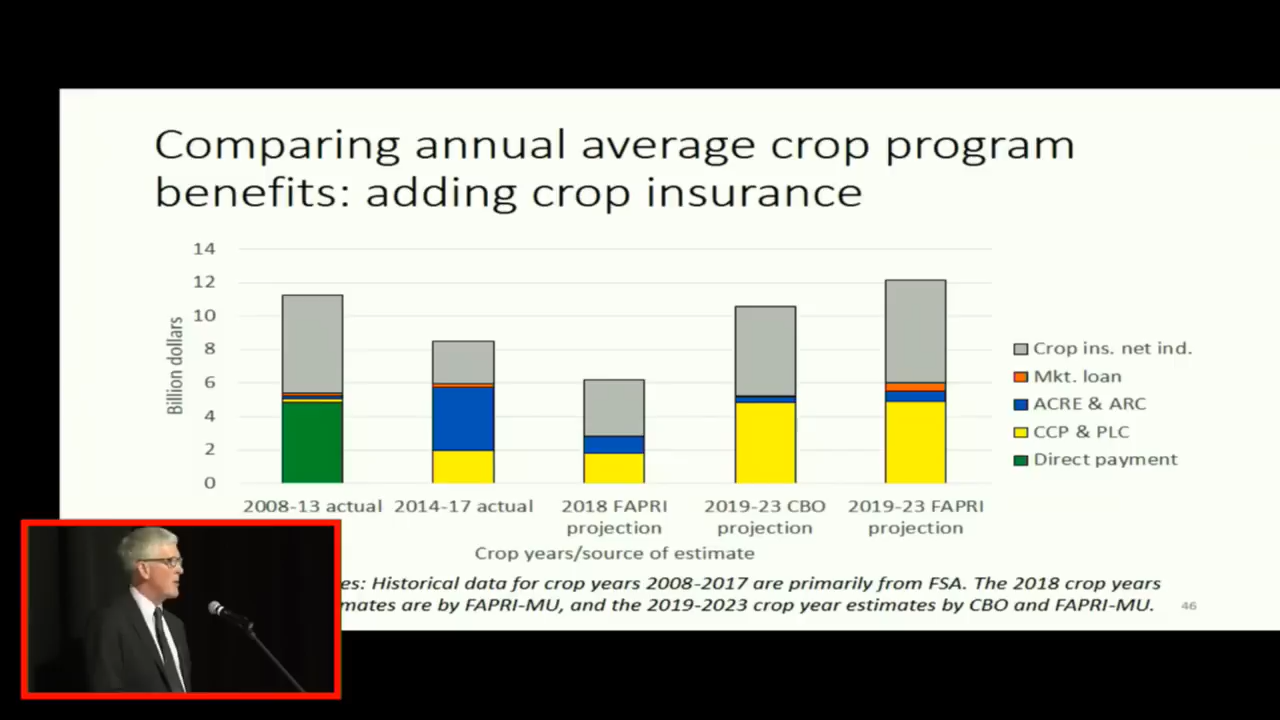 Comparing annual average crop program
benefits: adding crop insurance
14
12
10
8
6
4
2
0
Billion dollars
2008-13 actual
2014-17 actual
2018 FAPRI
projection
2019-23 CBO
projection
2019-23 FAPRI
projection
Crop years/source of estimate
Crop ins. net ind.
Mkt. loan
ACRE & ARC
CCP & PLC
Direct payment
Historical data for crop years 2008-2017 are primarily from FSA. The 2018 crop years
are by FAPRI-MU, and the 2019-2023 crop year estimates by CBO and FAPRI-MU.
46